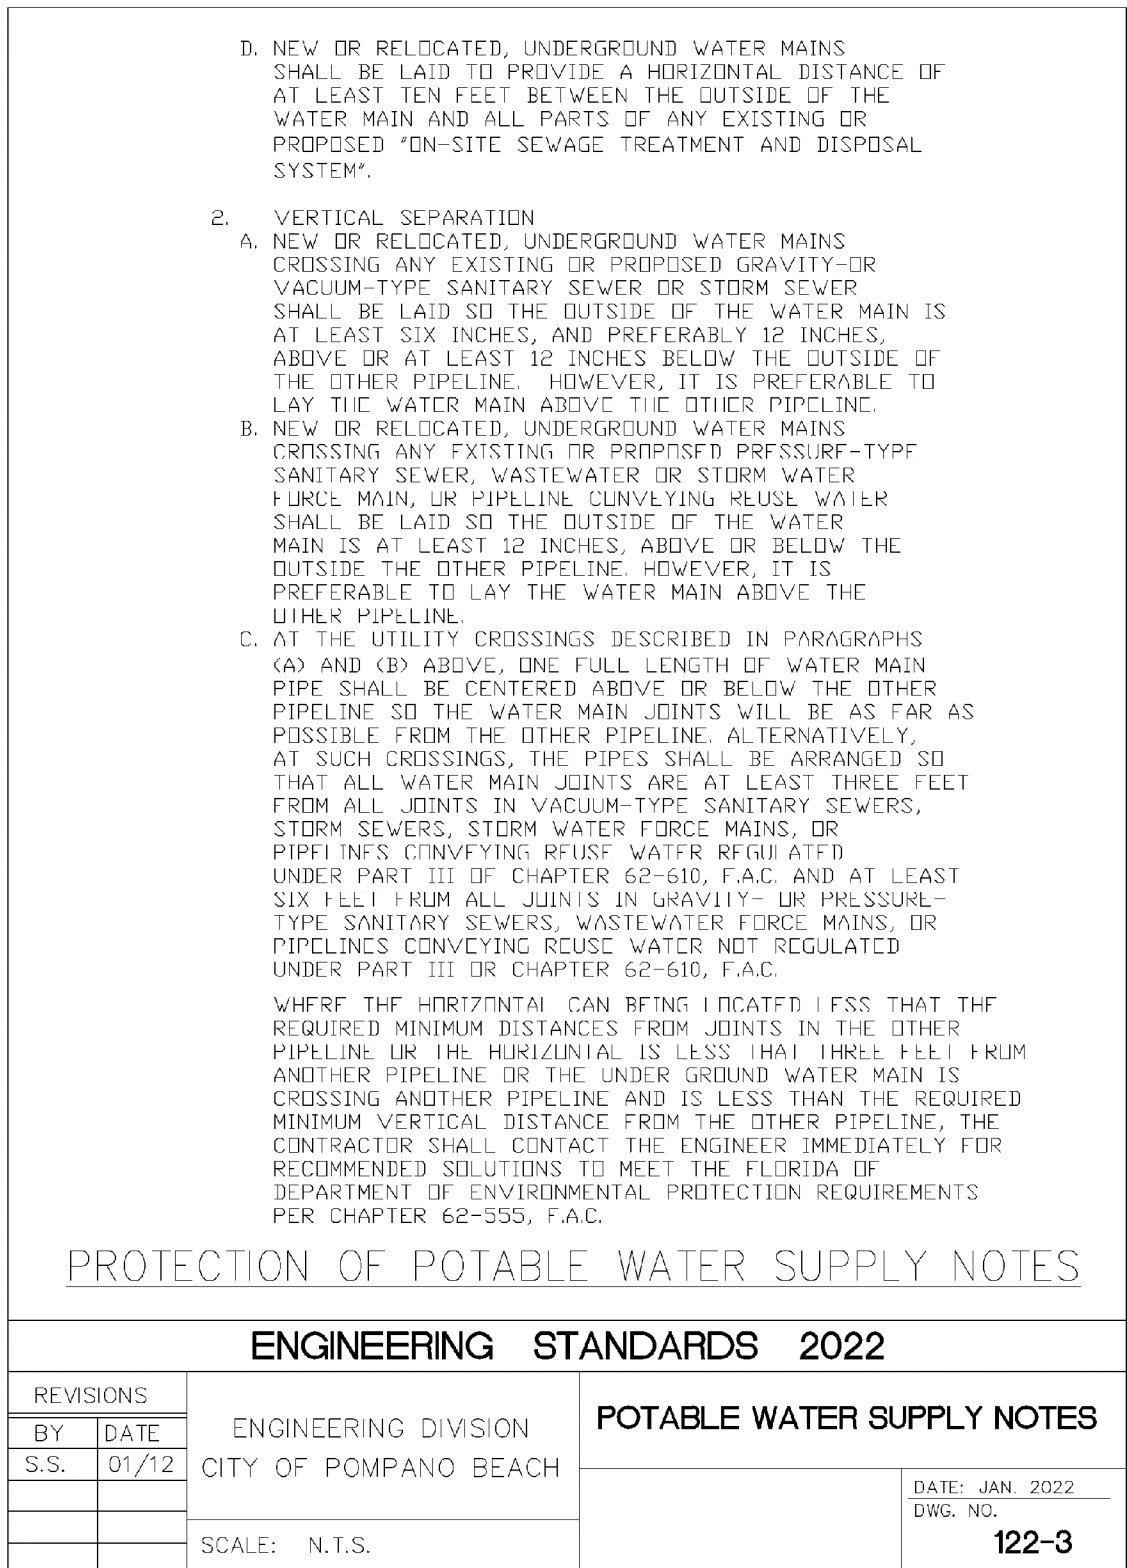 D. NEW OR RELOCATED, UNDERGROUND WATER MAINS
SHALL BE LAID TO PROVIDE A HORIZONTAL DISTANCE OF
AT LEAST TEN FEET BETWEEN THE OUTSIDE OF THE
WATER MAIN AND ALL PARTS OF ANY EXISTING OR
PROPOSED "ON-SITE SEWAGE TREATMENT AND DISPOSAL
SYSTEM".
2. VERTICAL SEPARATION
A. NEW OR RELOCATED, UNDERGROUND WATER MAINS
CROSSING ANY EXISTING OR PROPOSED GRAVITY-OR
VACUUM-TYPE SANITARY SEWER OR STORM SEWER
SHALL BE LAID SO THE OUTSIDE OF THE WATER MAIN IS
AT LEAST SIX INCHES, AND PREFERABLY 12 INCHES,
ABOVE OR AT LEAST 12 INCHES BELOW THE OUTSIDE OF
THE OTHER PIPELINE. HOWEVER, IT IS PREFERABLE TO
LAY THE WATER MAIN ABOVE THE OTHER PIPELINE.
B. NEW OR RELOCATED, UNDERGROUND WATER MAINS
CROSSING ANY EXISTING OR PROPOSED PRESSURE-TYPE
SANITARY SEWER, WASTEWATER OR STORM WATER
FORCE MAIN, OR PIPELINE CONVEYING REUSE WATER
SHALL BE LAID SO THE OUTSIDE OF THE WATER
MAIN IS AT LEAST 12 INCHES, ABOVE OR BELOW THE
OUTSIDE THE OTHER PIPELINE. HOWEVER, IT IS
PREFERABLE TO LAY THE WATER MAIN ABOVE THE
OTHER PIPELINE.
C. AT THE UTILITY CROSSINGS DESCRIBED IN PARAGRAPHS
(A) AND (B) ABOVE, ONE FULL LENGTH OF WATER MAIN
PIPE SHALL BE CENTERED ABOVE OR BELOW THE OTHER
PIPELINE SO THE WATER MAIN JOINTS WILL BE AS FAR AS
POSSIBLE FROM THE OTHER PIPELINE. ALTERNATIVELY,
AT SUCH CROSSINGS, THE PIPES SHALL BE ARRANGED SO
THAT ALL WATER MAIN JOINTS ARE AT LEAST THREE FEET
FROM ALL JOINTS IN VACUUM-TYPE SANITARY SEWERS,
STORM SEWERS, STORM WATER FORCE MAINS, OR
PIPELINES CONVEYING REUSE WATER REGULATED
UNDER PART III OF CHAPTER 62-610, F.A.C. AND AT LEAST
SIX FEET FROM ALL JOINTS IN GRAVITY- OR PRESSURE-
TYPE SANITARY SEWERS, WASTEWATER FORCE MAINS, OR
PIPELINES CONVEYING REUSE WATER NOT REGULATED
UNDER PART III OR CHAPTER 62-610, F.A.C.
WHERE THE HORIZONTAL CAN BEING LOCATED LESS THAT THE
REQUIRED MINIMUM DISTANCES FROM JOINTS IN THE OTHER
PIPELINE OR THE HORIZONTAL IS LESS THAT THREE FEET FROM
ANOTHER PIPELINE OR THE UNDER GROUND WATER MAIN IS
CROSSING ANOTHER PIPELINE AND IS LESS THAN THE REQUIRED
MINIMUM VERTICAL DISTANCE FROM THE OTHER PIPELINE, THE
CONTRACTOR SHALL CONTACT THE ENGINEER IMMEDIATELY FOR
RECOMMENDED SOLUTIONS TO MEET THE FLORIDA OF
DEPARTMENT OF ENVIRONMENTAL PROTECTION REQUIREMENTS
PER CHAPTER 62-555, F.A.C.
PROTECTION OF POTABLE WATER SUPPLY NOTES
ENGINEERING STANDARDS 2022
REVISIONS
BY DATE
S.S. 01/12
ENGINEERING DIVISION
CITY OF POMPANO BEACH
SCALE: N.T.S.
POTABLE WATER SUPPLY NOTES
DATE: JAN. 2022
DWG. NO.
122-3